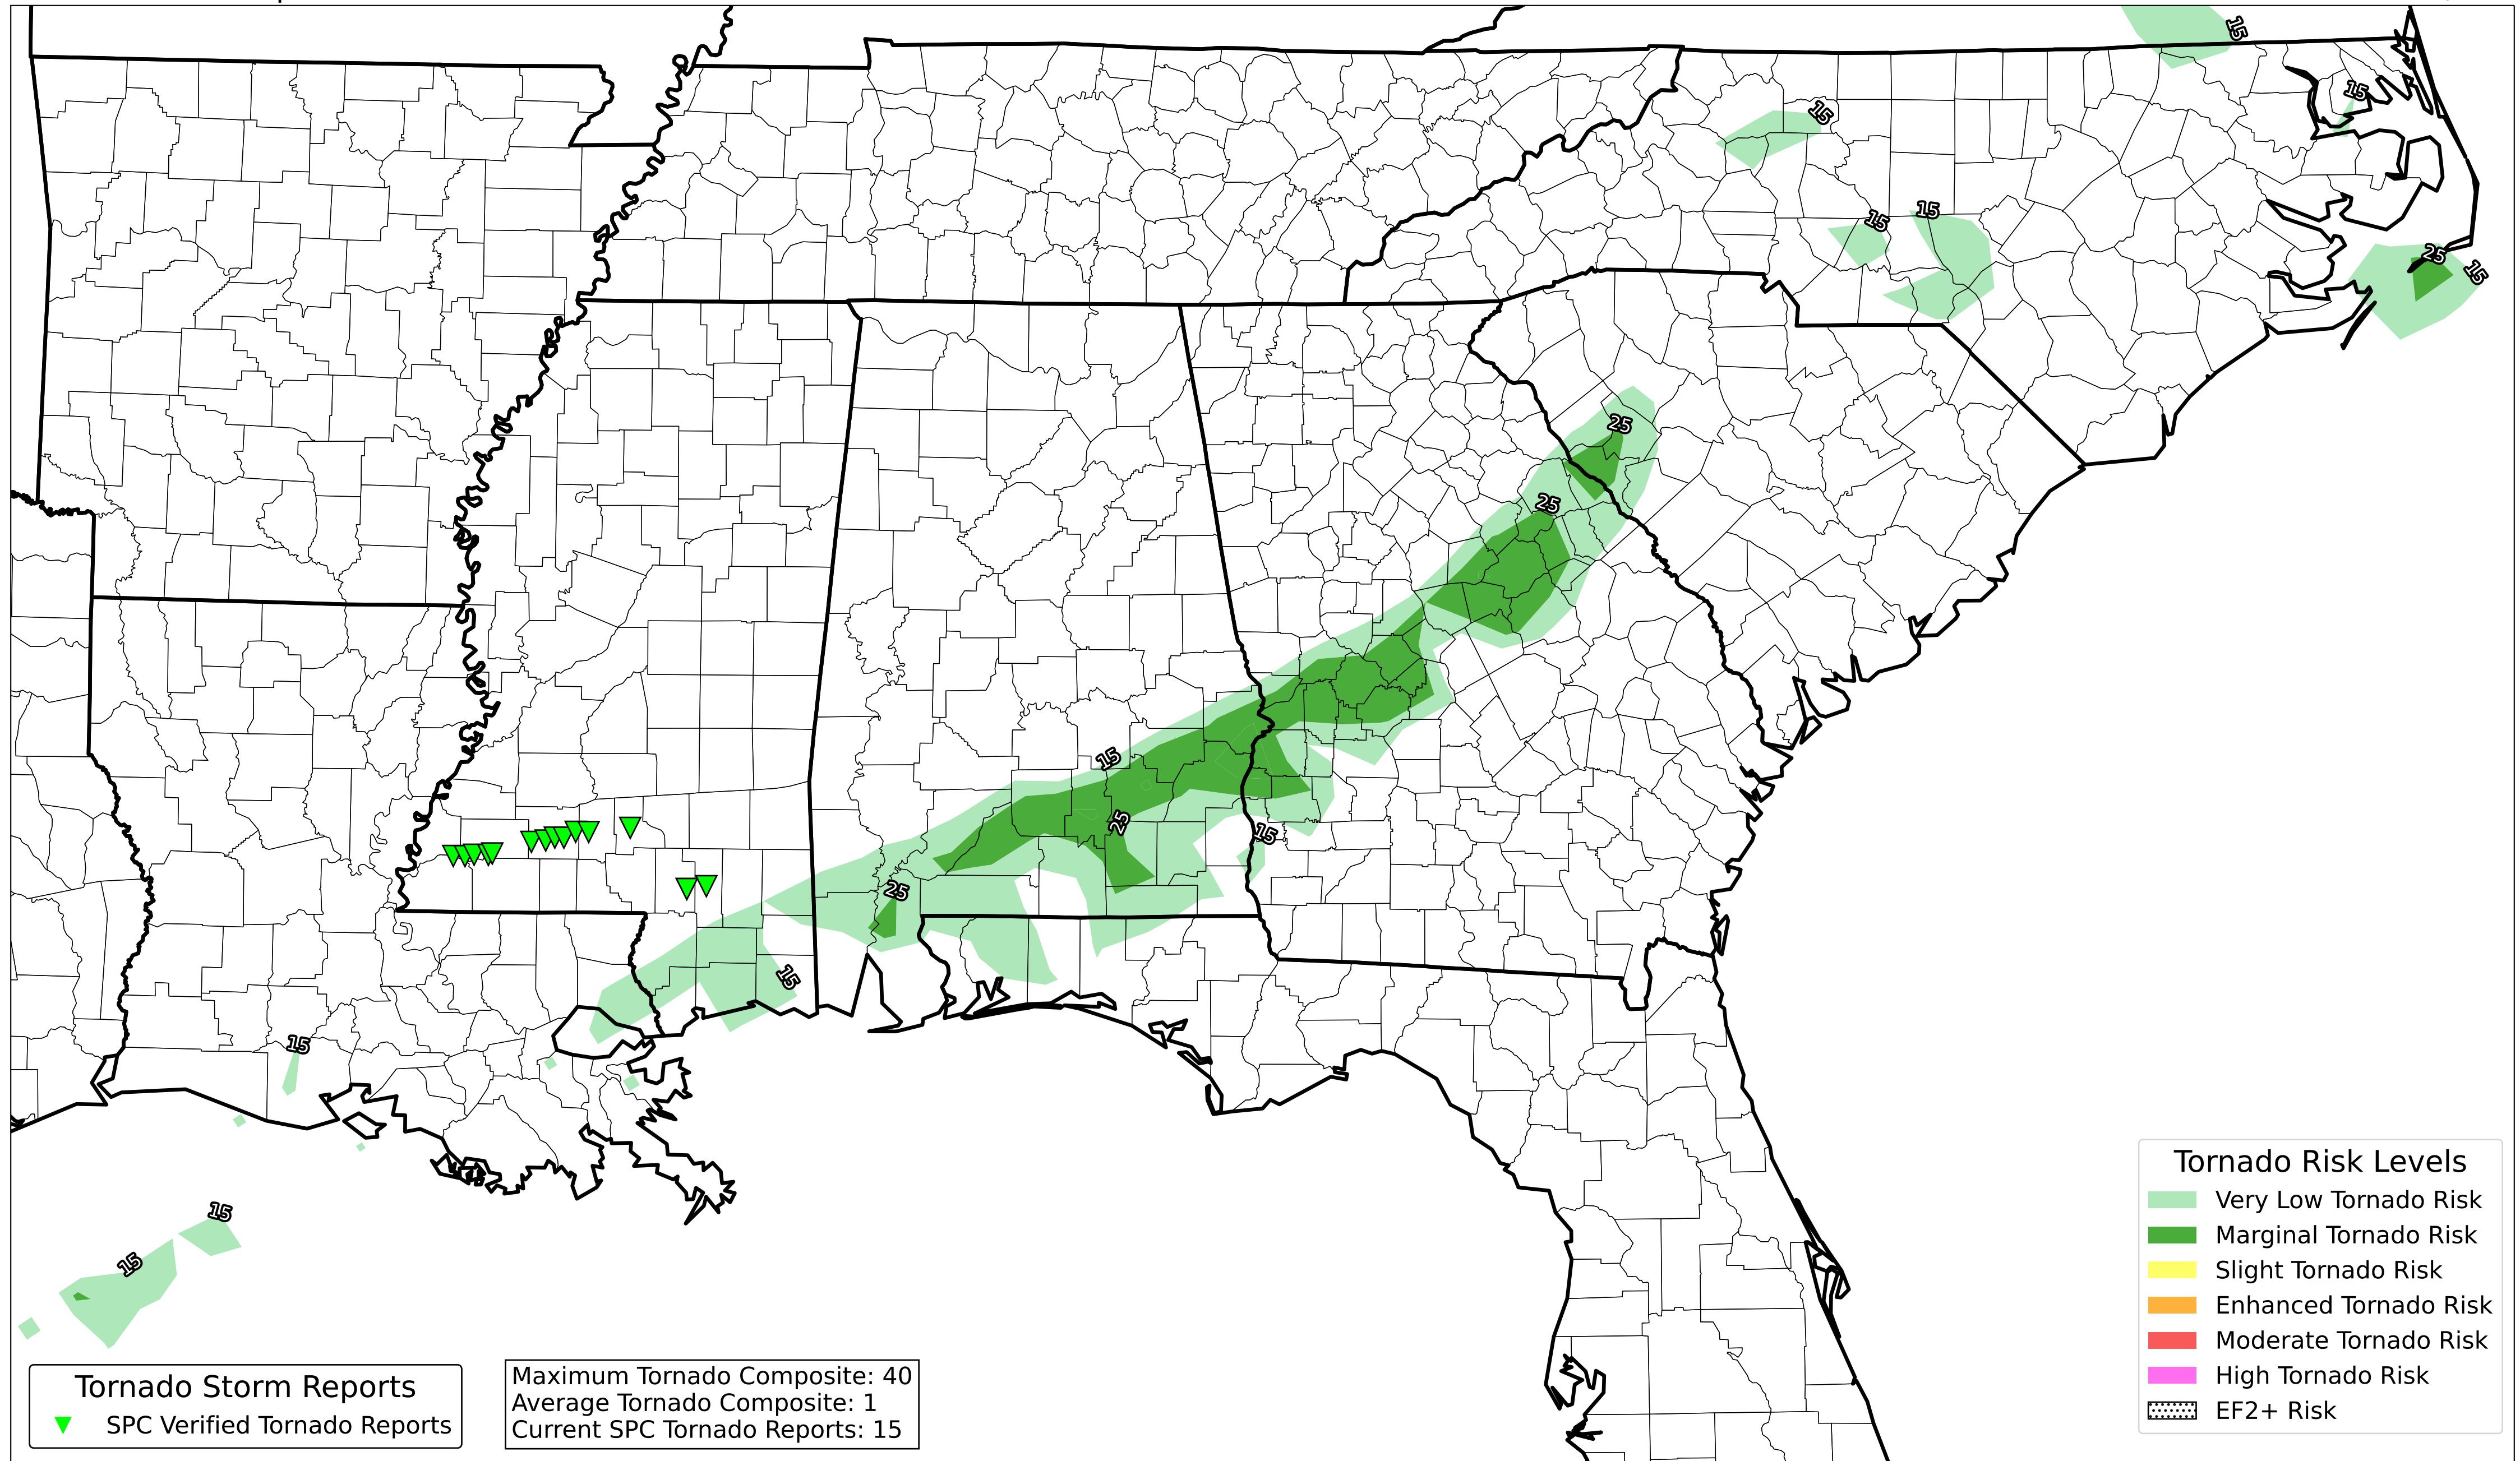 15
15
15
15
15
25
15
25
25
15
25
15
25
15
15
15
15
Tornado Risk Levels
Very Low Tornado Risk
Marginal Tornado Risk
Slight Tornado Risk
Enhanced Tornado Risk
Moderate Tornado Risk
High Tornado Risk
EF2+ Risk
Tornado Storm Reports
SPC Verified Tornado Reports
Maximum Tornado Composite: 40
Average Tornado Composite: 1
Current SPC Tornado Reports: 15